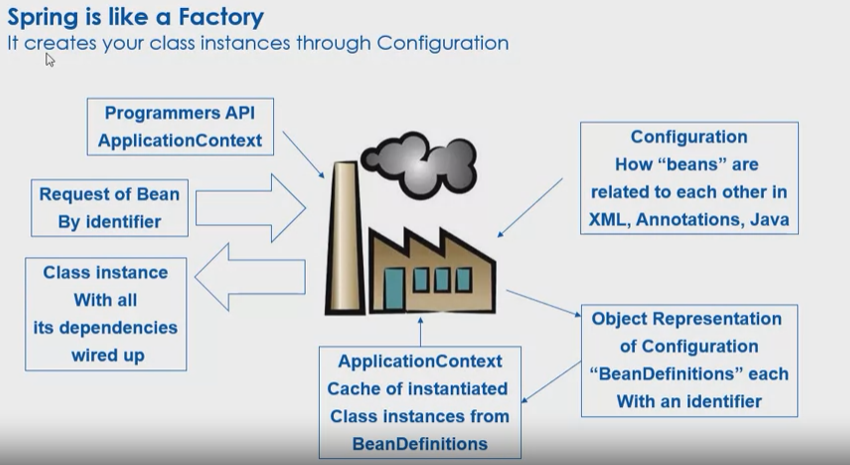 Spring is like a Factory
It creates your class instances through Configuration
Programmers API
ApplicationContext
Request of Bean
By identifier
Class instance
With all
its dependencies
wired up
Configuration
How “beans” are
related to each other in
XML, Annotations, Java
Object Representation
of Configuration
“BeanDefinitions” each
With an identifier
ApplicationContext
Cache of instantiated
Class instances from
BeanDefinitions